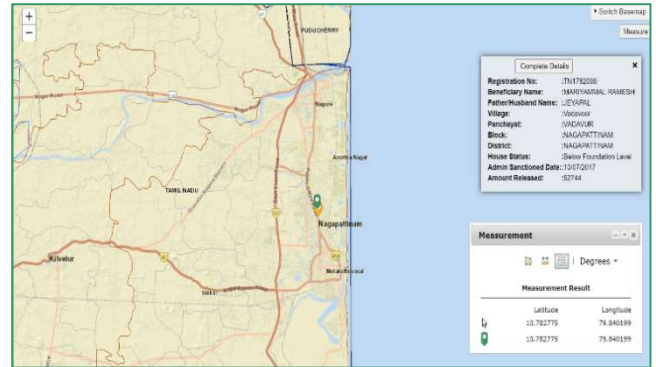 +
−
Switch Basemap
Measure
PUDUCHERRY
Nagore
TAMIL NADU
Nagapattinam
Kilvelur
Sikkal
Complete Details
×
Registration No: :TN1782099
Beneficiary Name: :MARIYAMMAL RAMESH
Father/Husband Name: :JEYAPAL
Village: :Vadavoor
Panchayat: :VADAVUR
Block: :NAGAPATTINAM
District: :NAGAPATTINAM
House Status: :Below Foundation Level
Admin Sanctioned Date: :10/07/2017
Amount Released: :52744
Measurement
Degrees
Measurement Result
Latitude Longitude
10.782775 79.840199
10.782775 79.840199